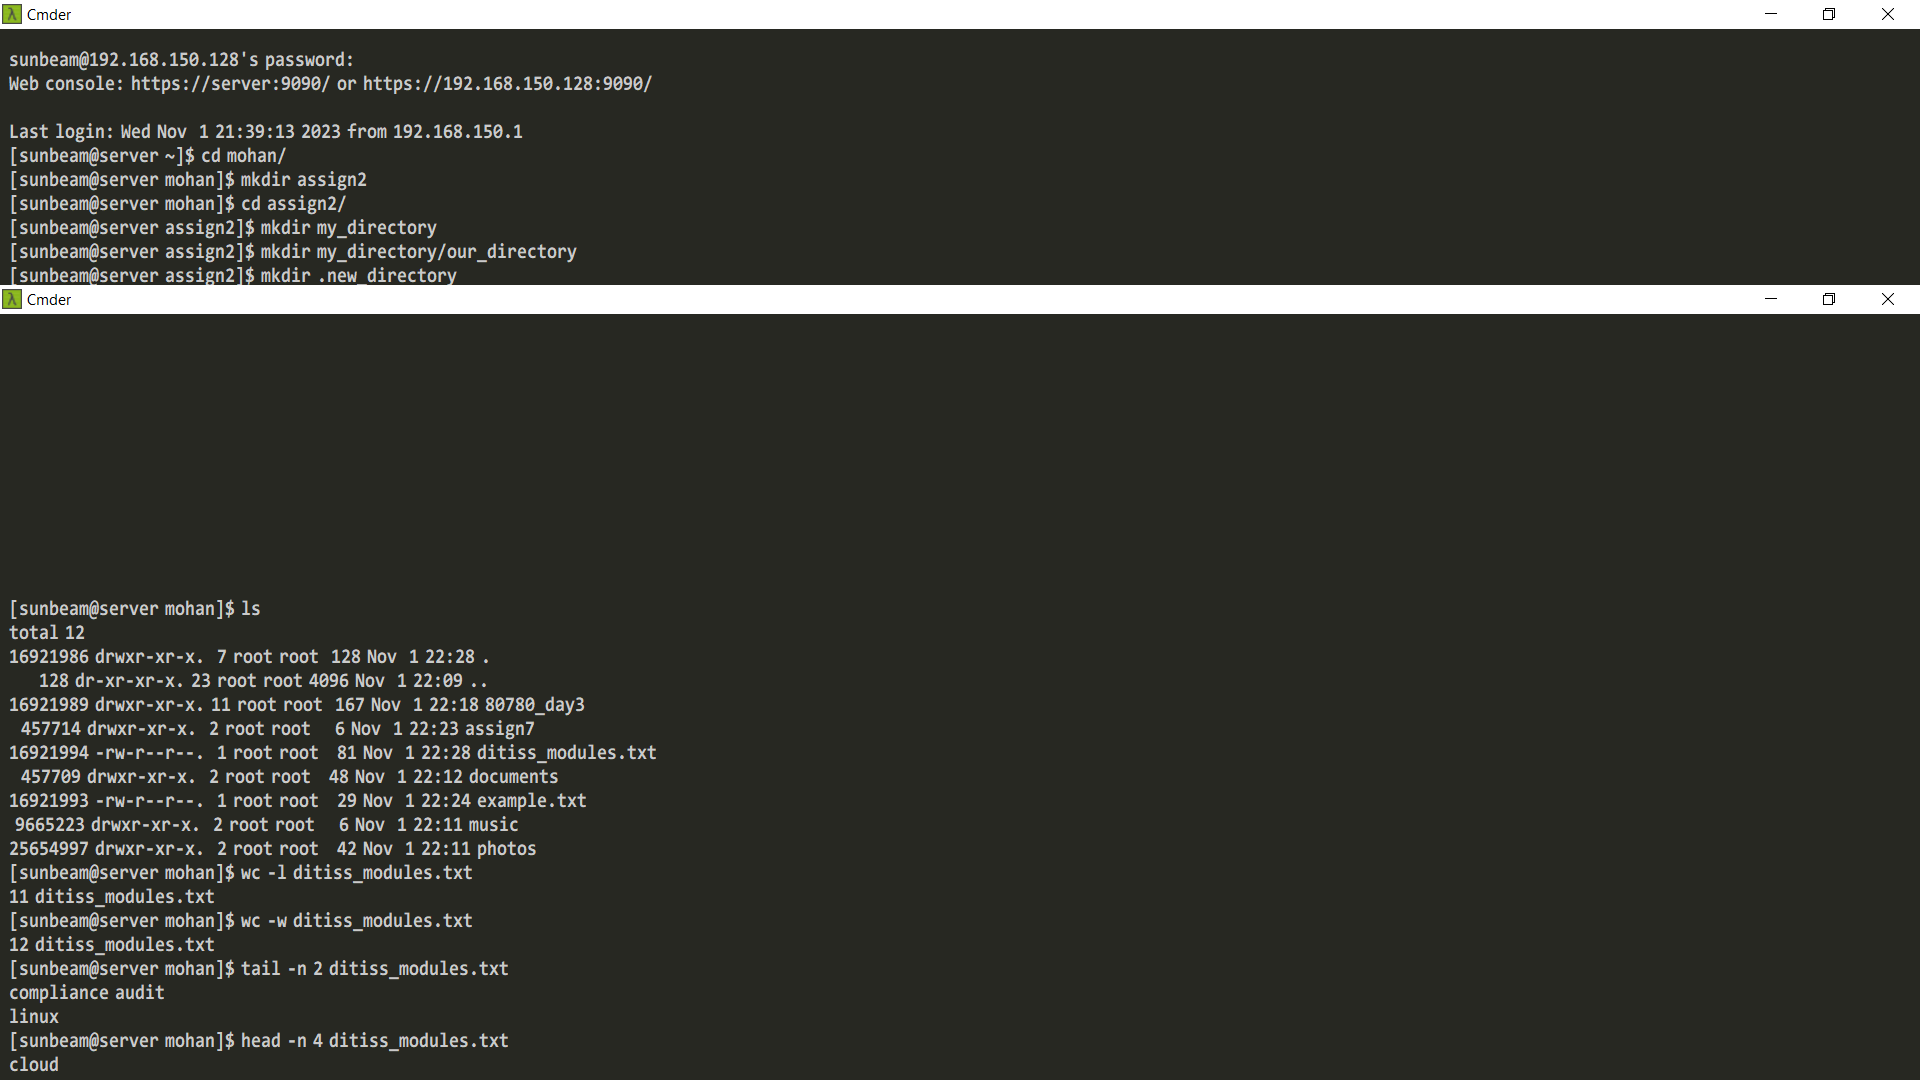 Cmder
sunbeam@192.168.150.128's password:
Web console: https://server:9090/ or https://192.168.150.128:9090/
Last login: Wed Nov  1 21:39:13 2023 from 192.168.150.1
[sunbeam@server ~]$ cd mohan/
[sunbeam@server mohan]$ mkdir assign2
[sunbeam@server mohan]$ cd assign2/
[sunbeam@server assign2]$ mkdir my_directory
[sunbeam@server assign2]$ mkdir my_directory/our_directory
[sunbeam@server assign2]$ mkdir .new_directory
Cmder
[sunbeam@server mohan]$ ls
total 12
16921986 drwxr-xr-x.  7 root root  128 Nov  1 22:28 .
     128 dr-xr-xr-x. 23 root root 4096 Nov  1 22:09 ..
16921989 drwxr-xr-x. 11 root root  167 Nov  1 22:18 80780_day3
  457714 drwxr-xr-x.  2 root root    6 Nov  1 22:23 assign7
16921994 -rw-r--r--.  1 root root   81 Nov  1 22:28 ditiss_modules.txt
  457709 drwxr-xr-x.  2 root root   48 Nov  1 22:12 documents
16921993 -rw-r--r--.  1 root root   29 Nov  1 22:24 example.txt
 9665223 drwxr-xr-x.  2 root root    6 Nov  1 22:11 music
25654997 drwxr-xr-x.  2 root root   42 Nov  1 22:11 photos
[sunbeam@server mohan]$ wc -l ditiss_modules.txt
11 ditiss_modules.txt
[sunbeam@server mohan]$ wc -w ditiss_modules.txt
12 ditiss_modules.txt
[sunbeam@server mohan]$ tail -n 2 ditiss_modules.txt
compliance audit
linux
[sunbeam@server mohan]$ head -n 4 ditiss_modules.txt
cloud